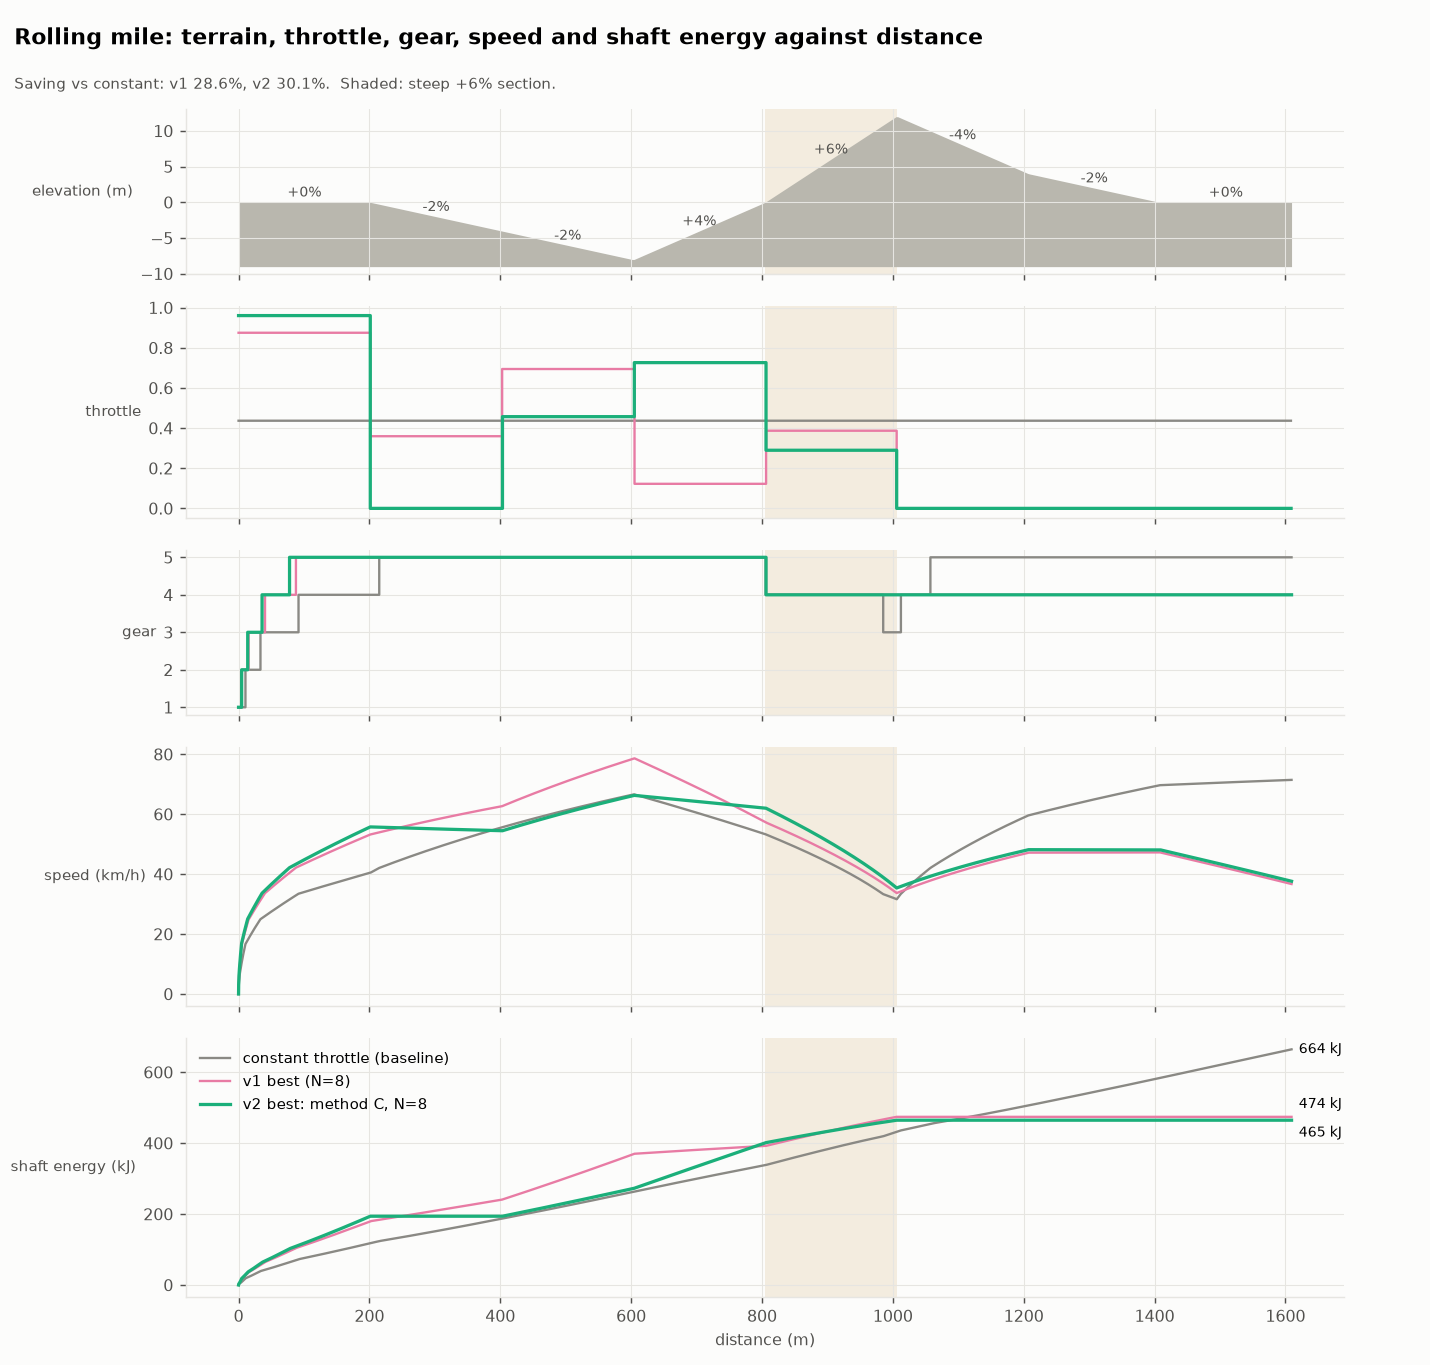 Rolling mile: terrain, throttle, gear, speed and shaft energy against distance
Saving vs constant: v1 28.6%, v2 30.1%.  Shaded: steep +6% section.
elevation (m)
10
5
0
−5
−10
+0%
-2%
-2%
+4%
+6%
-4%
-2%
+0%
throttle
1.0
0.8
0.6
0.4
0.2
0.0
gear
5
4
3
2
1
speed (km/h)
80
60
40
20
0
shaft energy (kJ)
600
400
200
0
constant throttle (baseline)
v1 best (N=8)
v2 best: method C, N=8
664 kJ
474 kJ
465 kJ
0 200 400 600 800 1000 1200 1400 1600
distance (m)